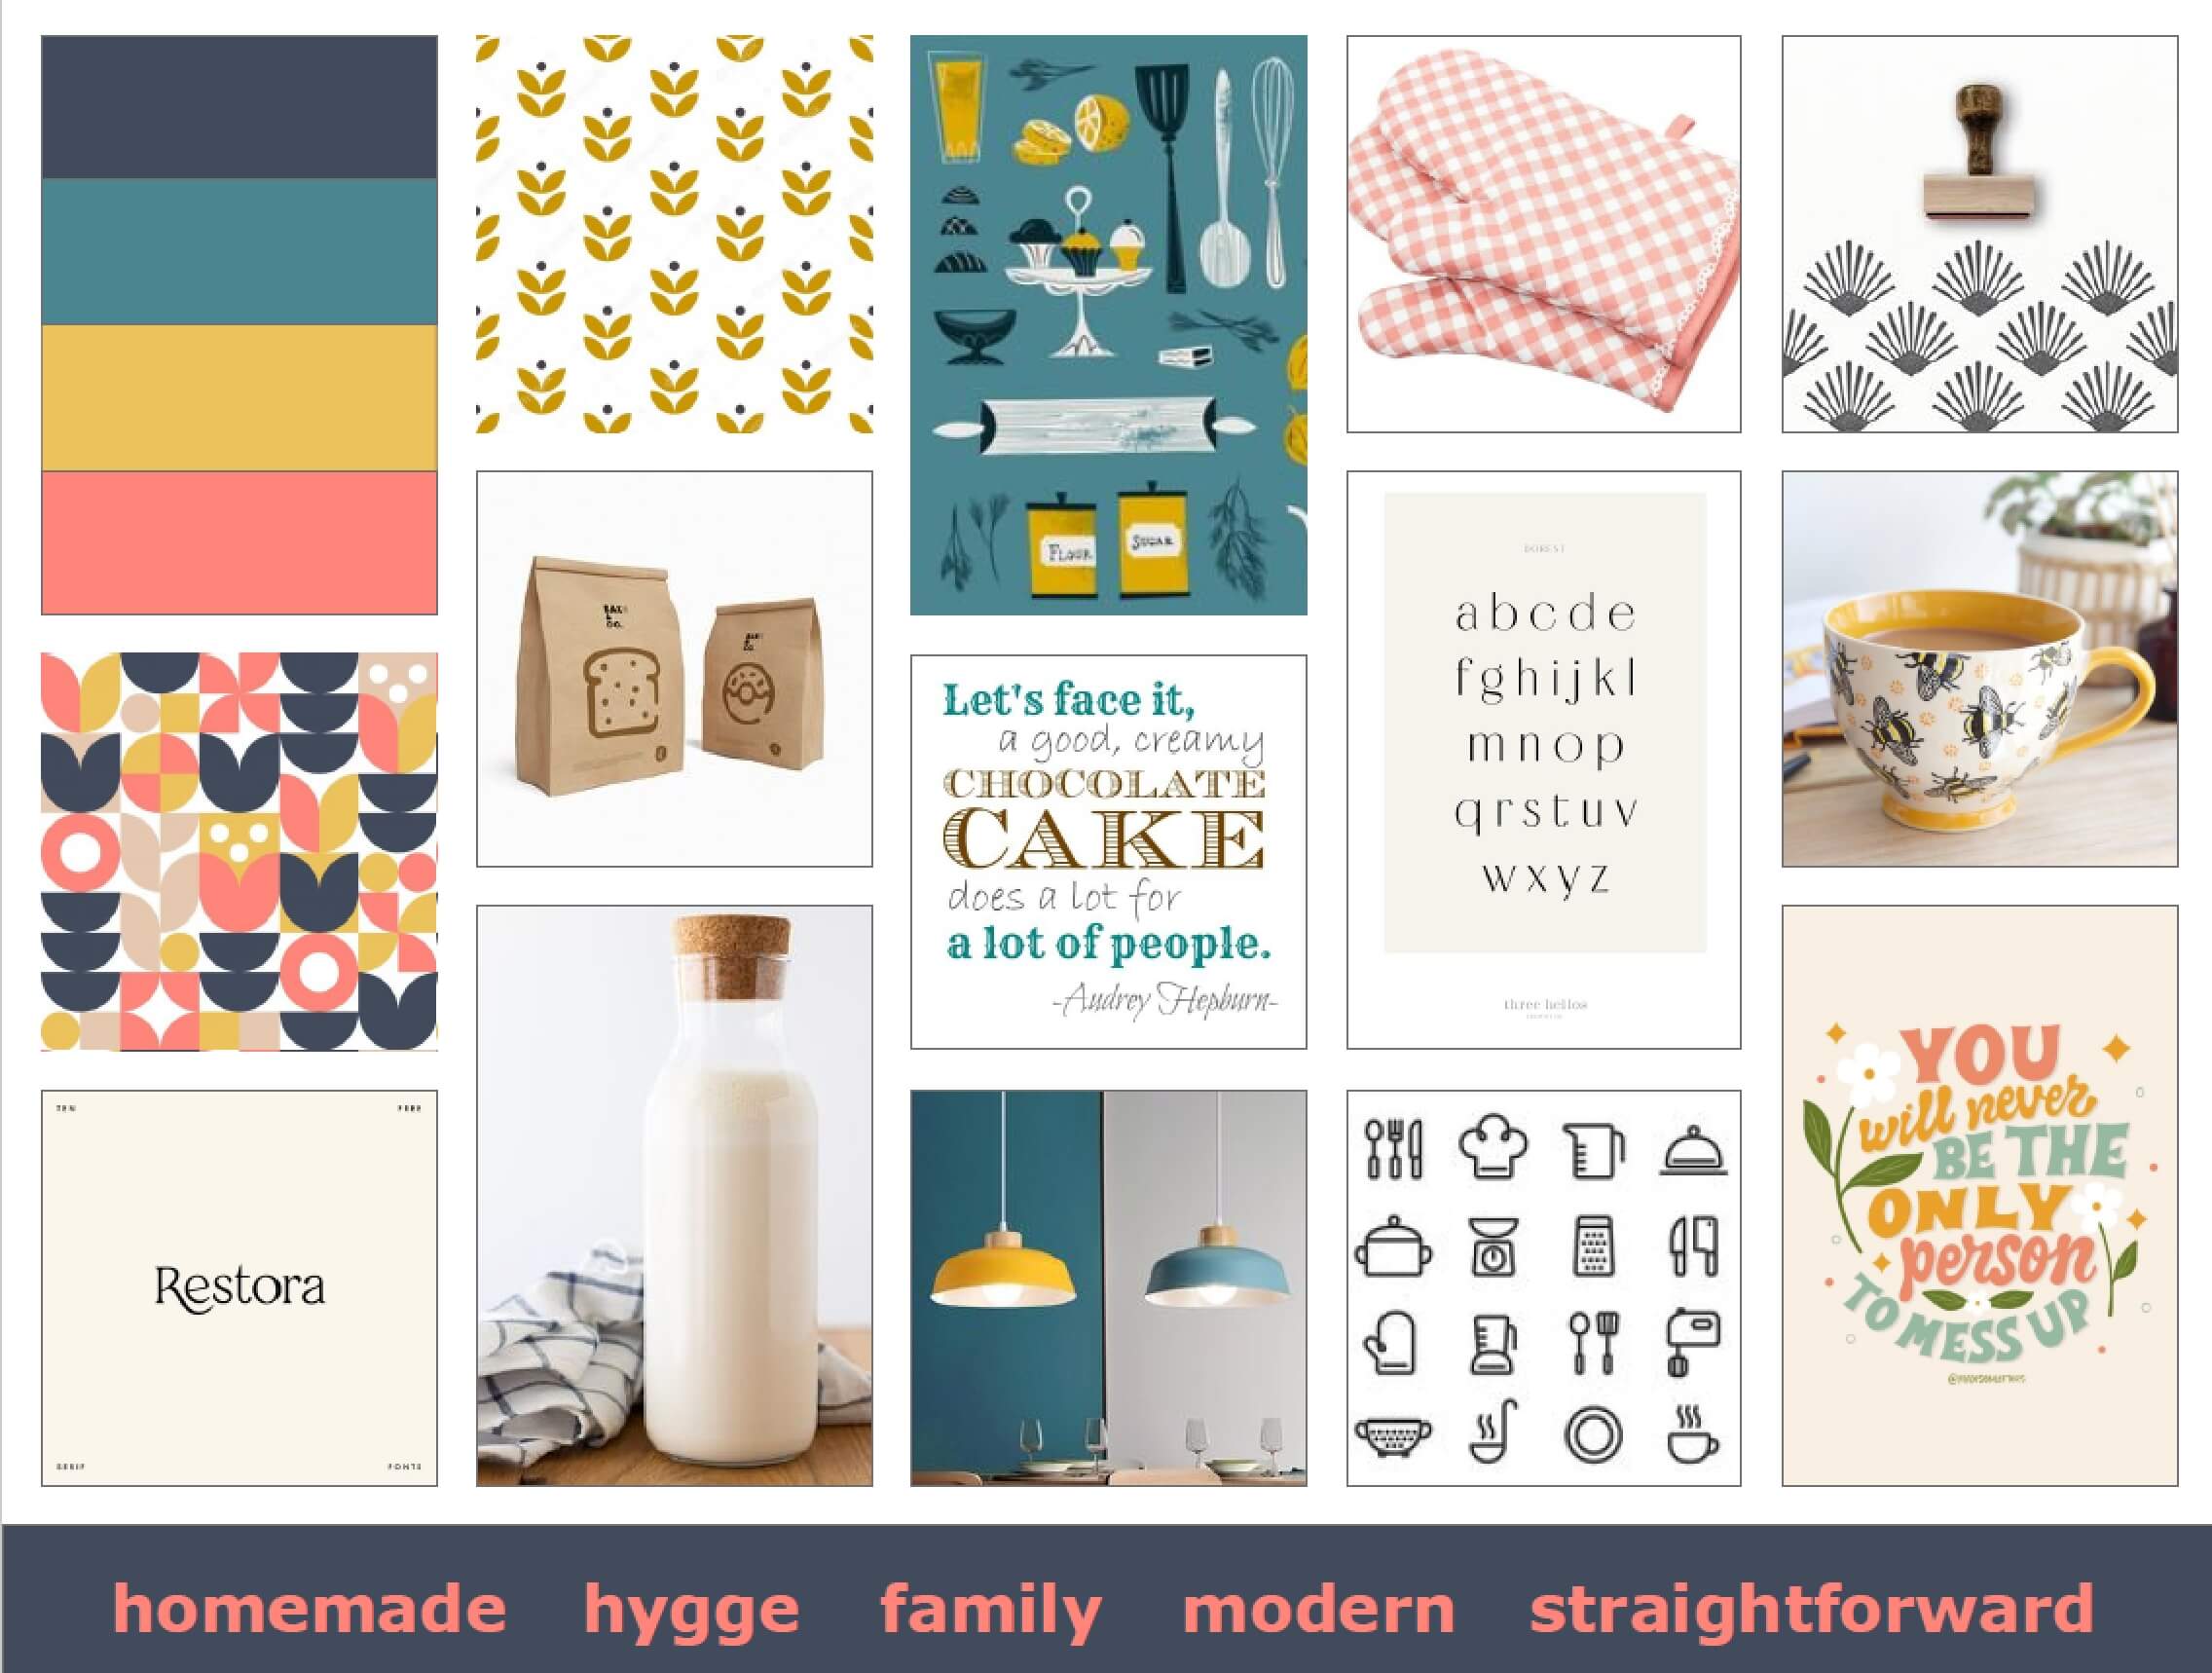 FLOUR
SUGAR
BAKE
&
CO.
Let's face it,
a good, creamy
CHOCOLATE
CAKE
does a lot for
a lot of people.
-Audrey Hepburn-
DOREST
a b c d e
f g h i j k l
m n o p
q r s t u v
w x y z
three hellos
TEN
FREE
Restora
SERIF
FONTS
YOU
will never
BE THE
ONLY
person
TO MESS UP
homemade hygge family modern straightforward